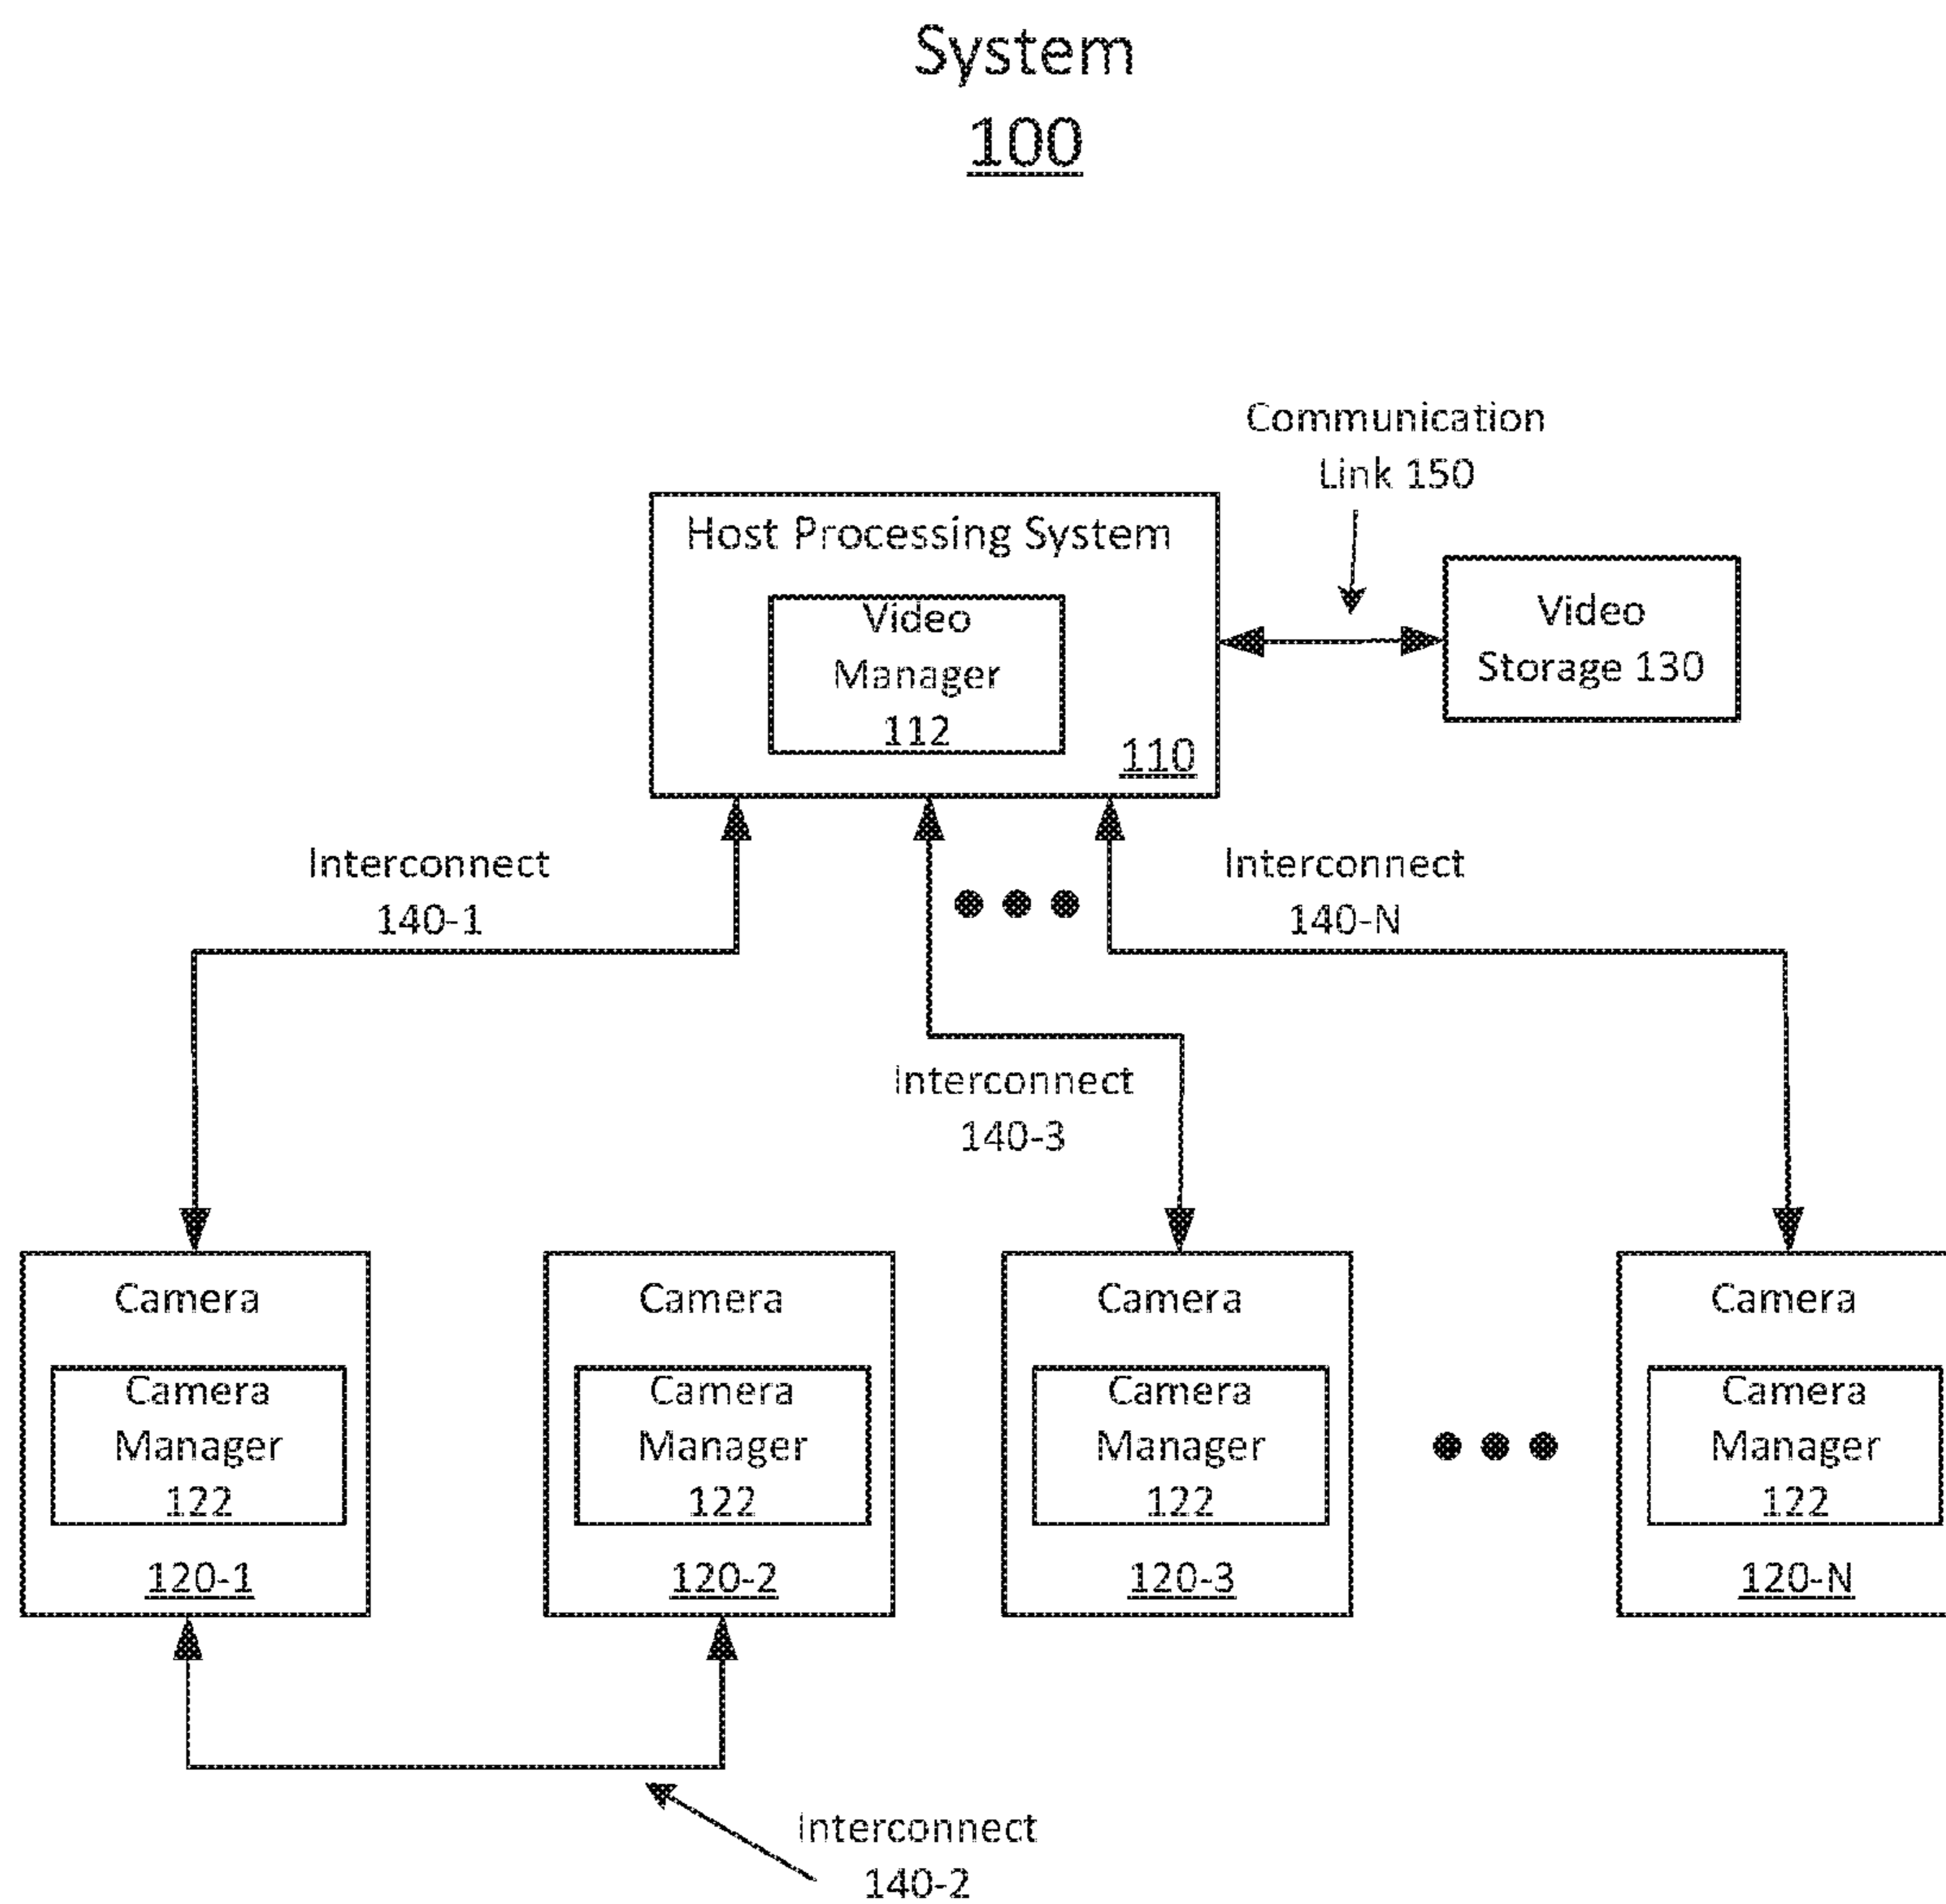 System
100
Communication
Link 150
Host Processing System
Video
Manager
112
110
Video
Storage 130
Interconnect
140-1
Interconnect
140-N
Interconnect
140-3
Camera
Camera
Manager
122
120-1
Camera
Camera
Manager
122
120-2
Camera
Camera
Manager
122
120-3
Camera
Camera
Manager
122
120-N
Interconnect
140-2